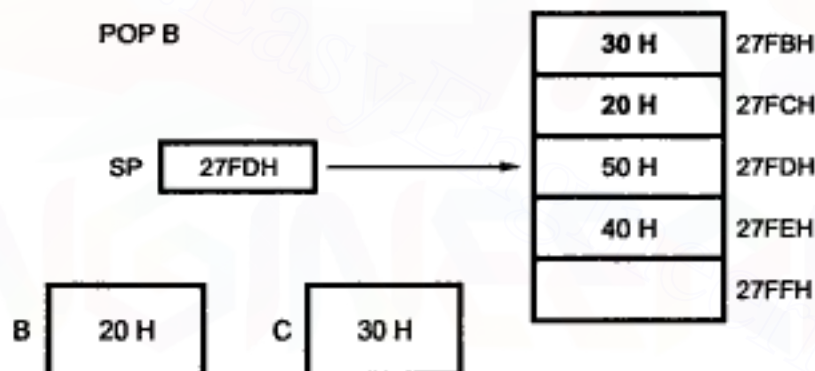 POP B
30 H 27FBH
20 H 27FCH
SP 27FDH 50 H 27FDH
40 H 27FEH
27FFH
B 20 H C 30 H